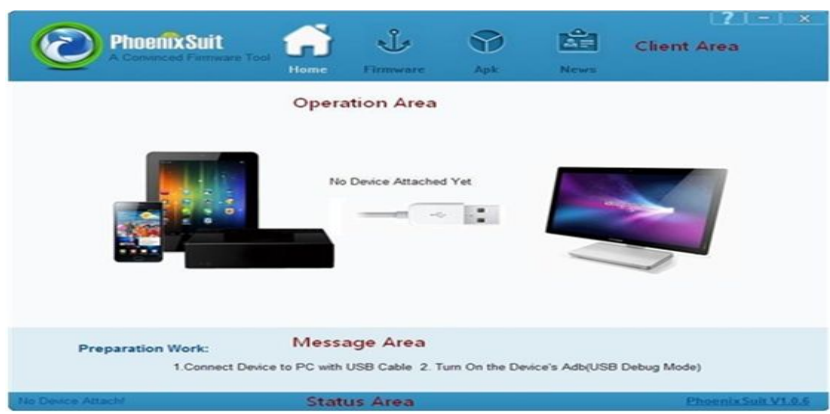 PhoenixSuit
A Convinced Firmware Tool
Home
Firmware
Apk
News
Client Area
? - ×
Operation Area
No Device Attached Yet
Preparation Work:
Message Area
1.Connect Device to PC with USB Cable 2. Turn On the Device's Adb(USB Debug Mode)
No Device Attach!
Status Area
PhoenixSuit V1.0.6